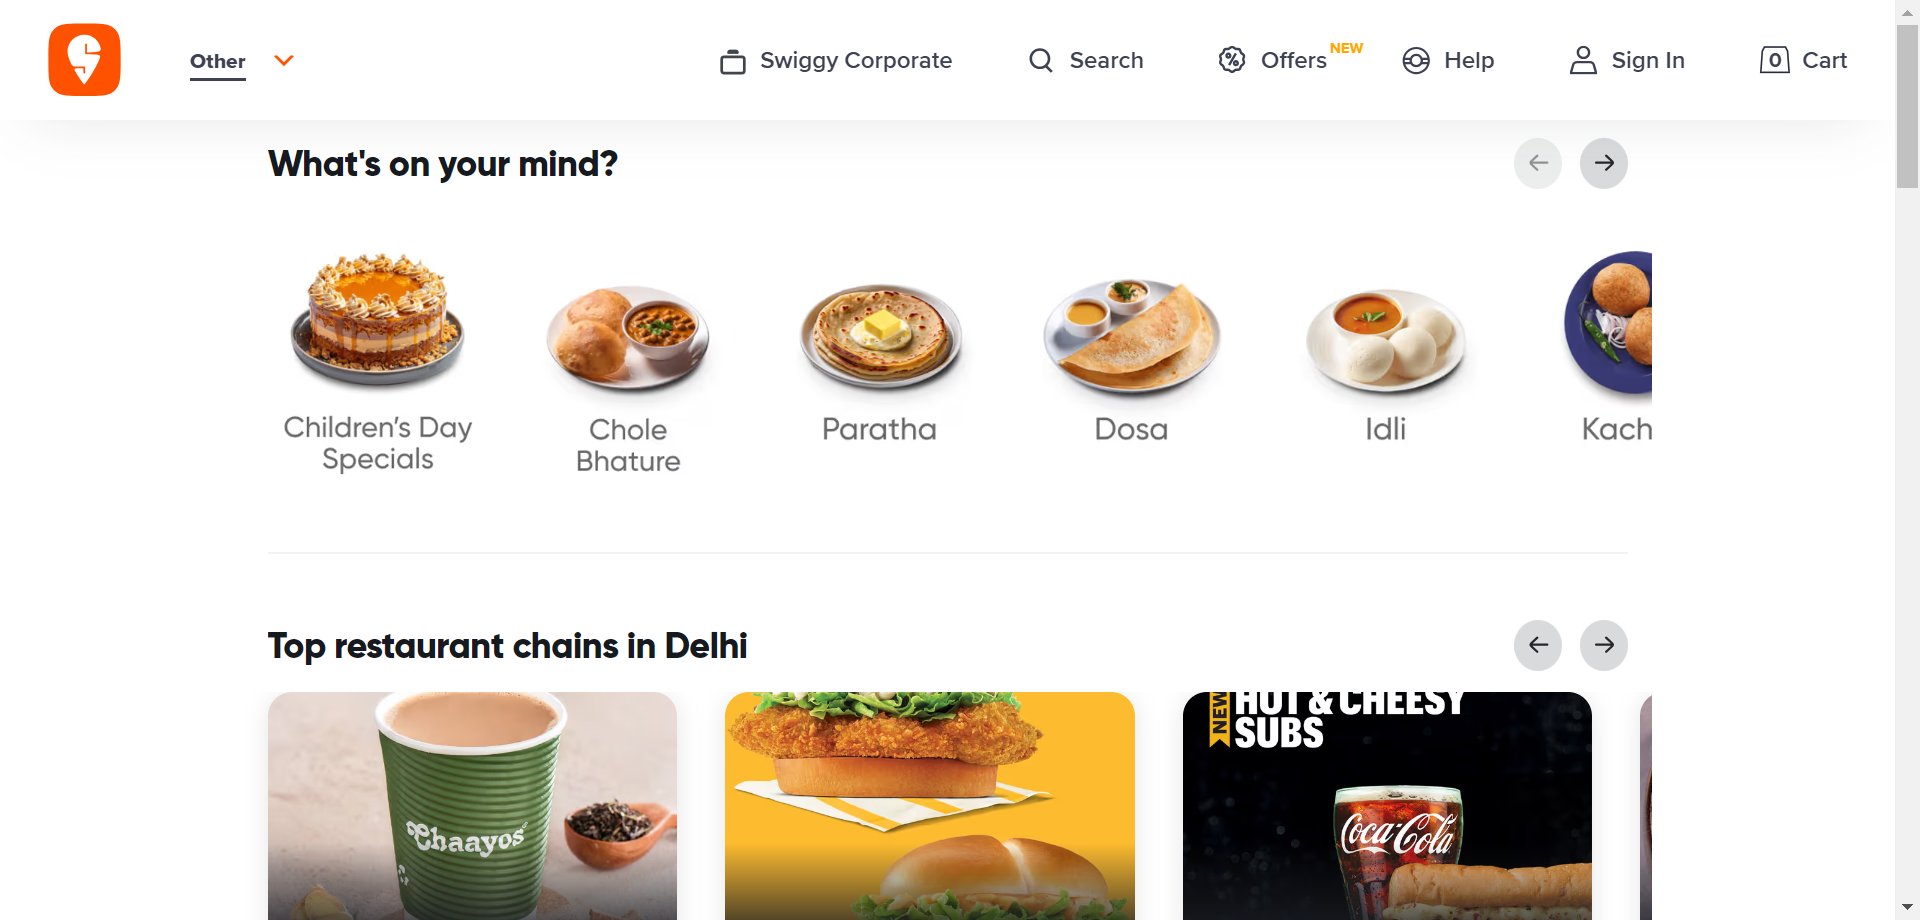 Other
Swiggy Corporate
Search
Offers NEW
Help
Sign In
0 Cart
What's on your mind?
Children's Day
Specials
Chole
Bhature
Paratha
Dosa
Idli
Kach
Top restaurant chains in Delhi
Chaayos
NEW
HOT & CHEESY
SUBS
Coca-Cola